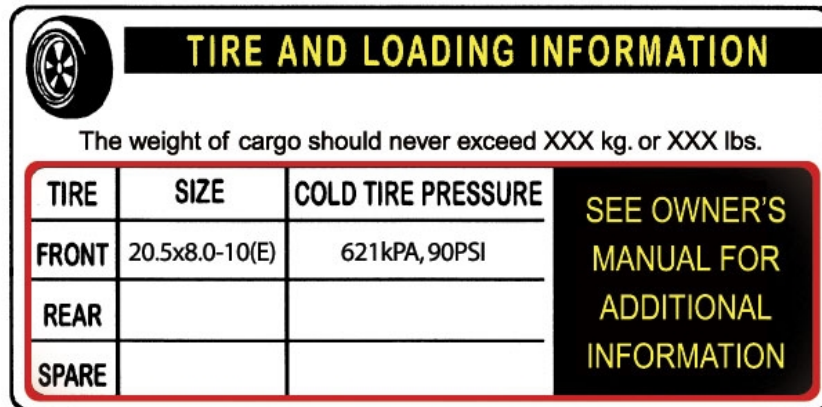 TIRE AND LOADING INFORMATION
The weight of cargo should never exceed XXX kg. or XXX lbs.
TIRE SIZE COLD TIRE PRESSURE
FRONT 20.5x8.0-10(E) 621kPA, 90PSI
REAR
SPARE
SEE OWNER'S
MANUAL FOR
ADDITIONAL
INFORMATION